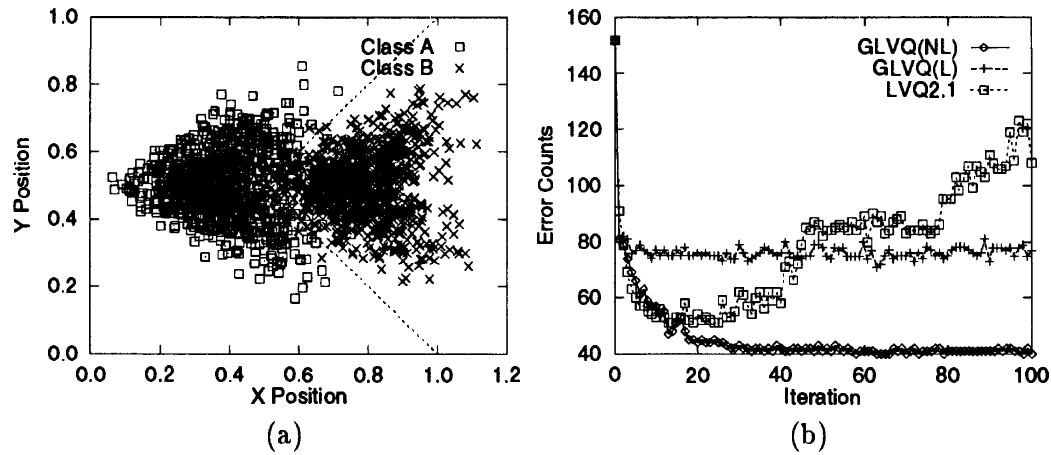 1.0
0.8
0.6
0.4
0.2
0.0
Y Position
Class A
Class B
0.0 0.2 0.4 0.6 0.8 1.0 1.2
X Position
(a)
160
140
120
100
80
60
40
Error Counts
GLVQ(NL)
GLVQ(L)
LVQ2.1
0 20 40 60 80 100
Iteration
(b)